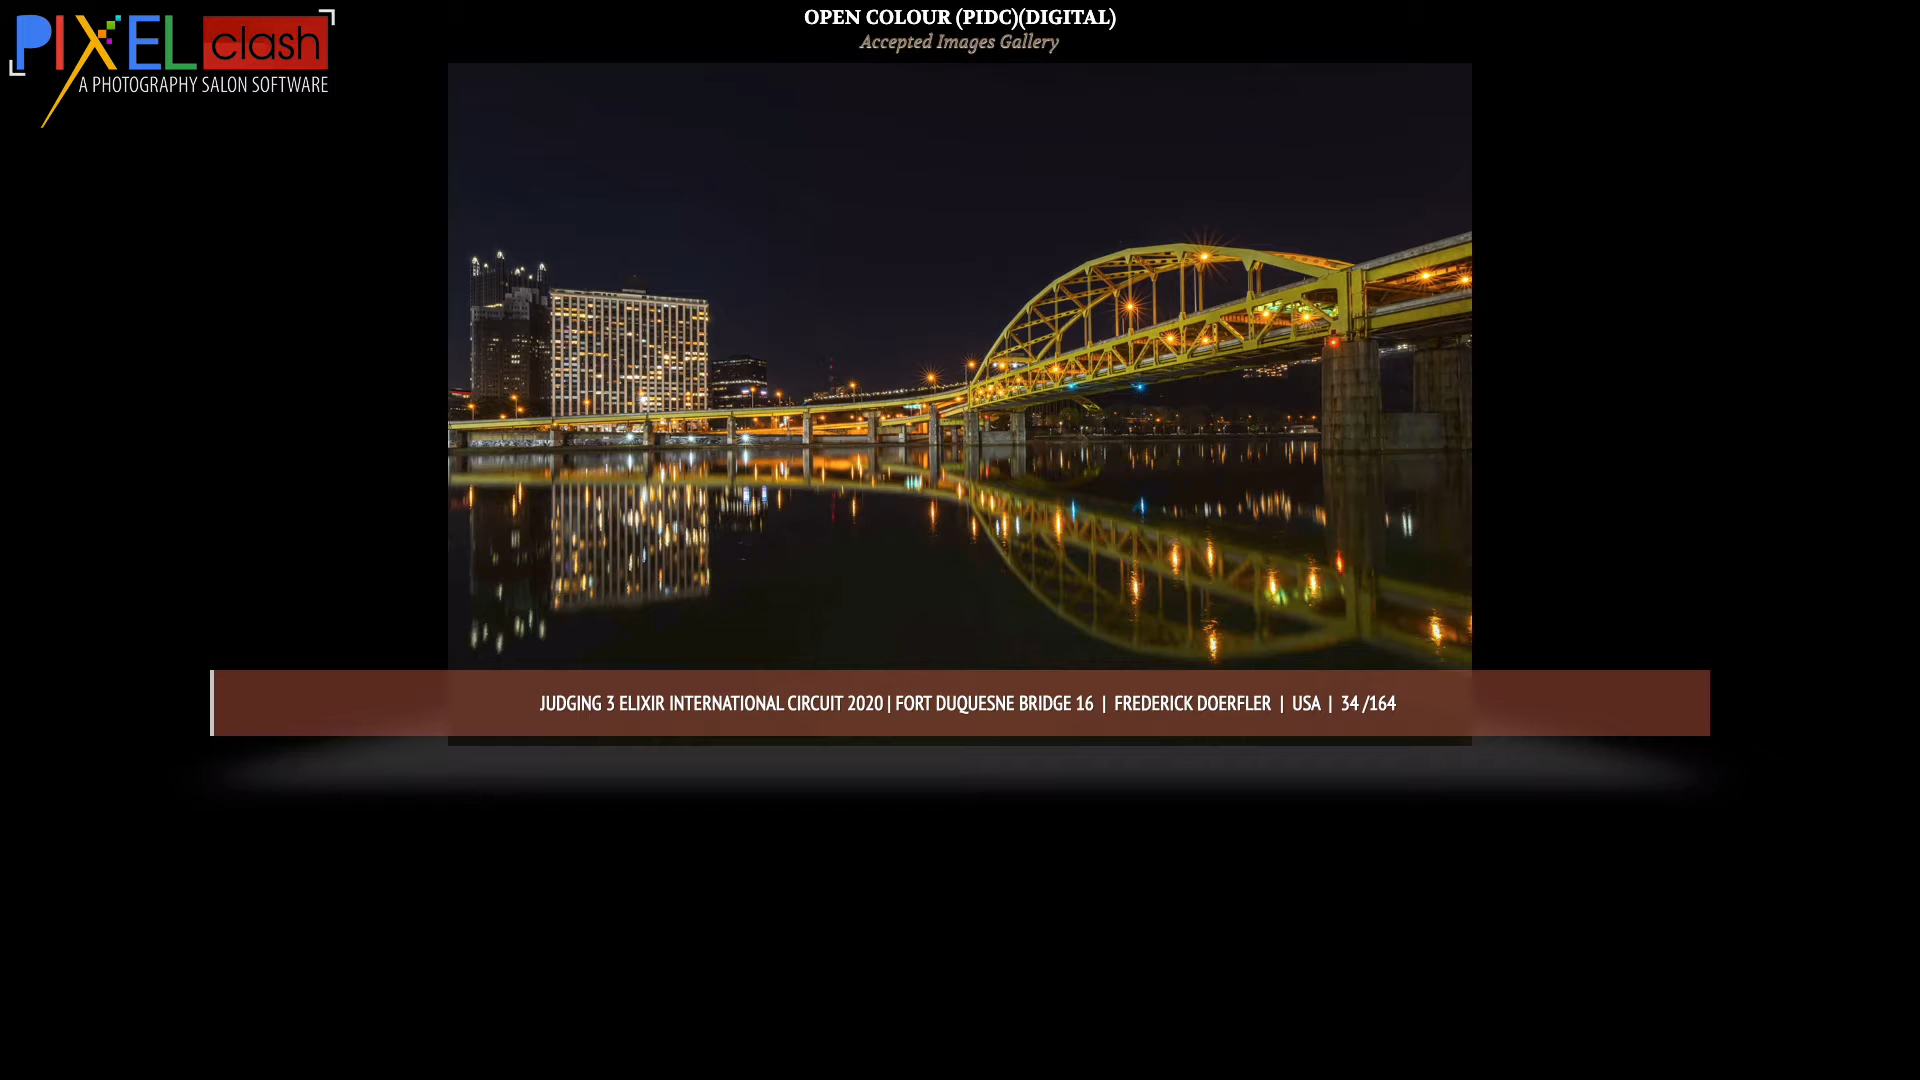 PIXEL clash
A PHOTOGRAPHY SALON SOFTWARE
OPEN COLOUR (PIDC)(DIGITAL)
Accepted Images Gallery
JUDGING 3 ELIXIR INTERNATIONAL CIRCUIT 2020 | FORT DUQUESNE BRIDGE 16 | FREDERICK DOERFLER | USA | 34 /164